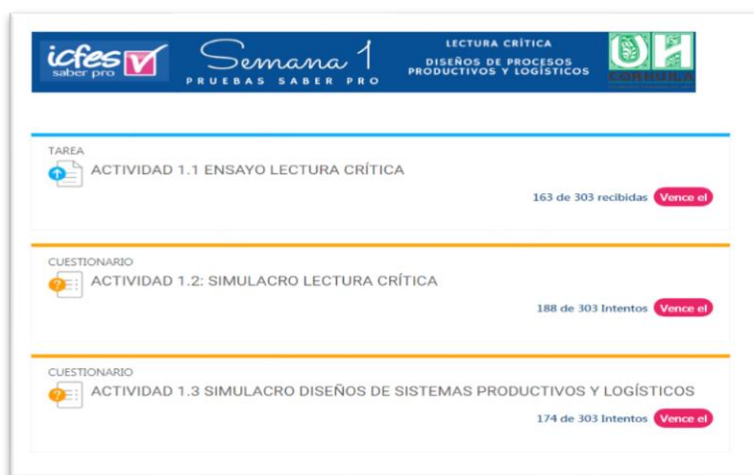 icfes
saber pro
Semana 1
PRUEBAS SABER PRO
LECTURA CRÍTICA
DISEÑOS DE PROCESOS
PRODUCTIVOS Y LOGÍSTICOS
CORHUILA
TAREA
ACTIVIDAD 1.1 ENSAYO LECTURA CRÍTICA
163 de 303 recibidas Vence el
CUESTIONARIO
ACTIVIDAD 1.2: SIMULACRO LECTURA CRÍTICA
188 de 303 Intentos Vence el
CUESTIONARIO
ACTIVIDAD 1.3 SIMULACRO DISEÑOS DE SISTEMAS PRODUCTIVOS Y LOGÍSTICOS
174 de 303 Intentos Vence el